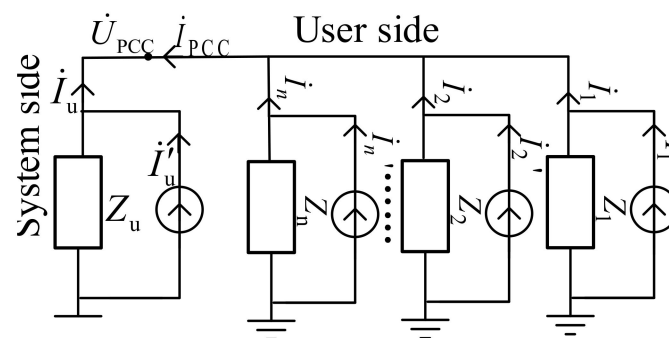 User side
U̇PCC
İPCC
System side
İu
İ'u
Zu
İn
İn'
Zn
İ2
İ2'
Z2
İ1
Z1